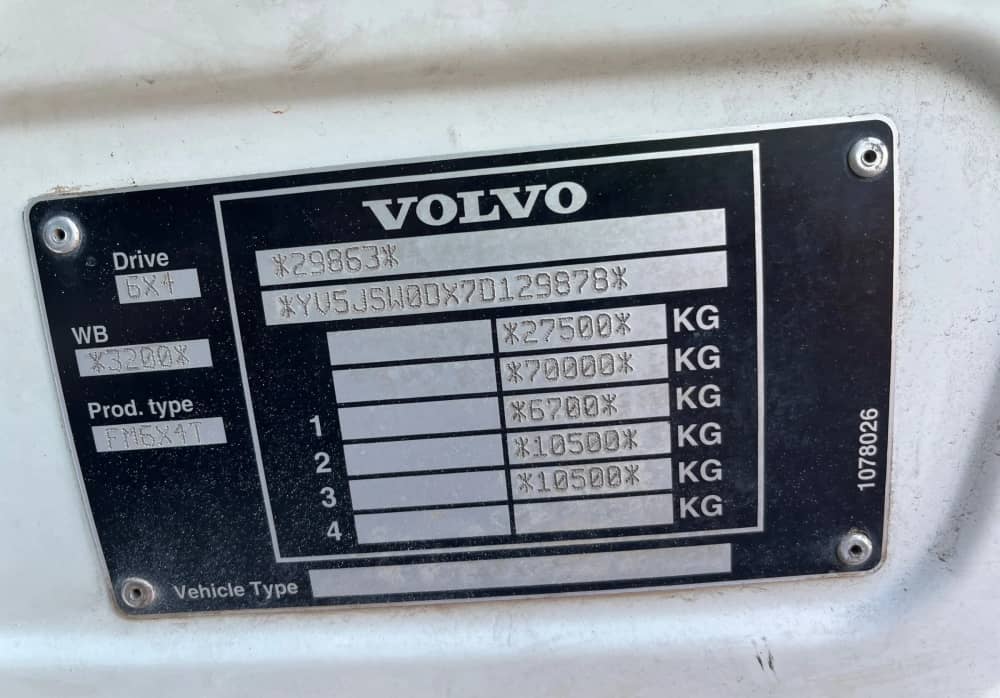 VOLVO
*29863*
*YV5JSW0DX7D129878*
Drive
6X4
WB
*3200*
Prod. type
FM6X4T
*27500* KG
*70000* KG
1 *6700* KG
2 *10500* KG
3 *10500* KG
4 KG
Vehicle Type
1078026